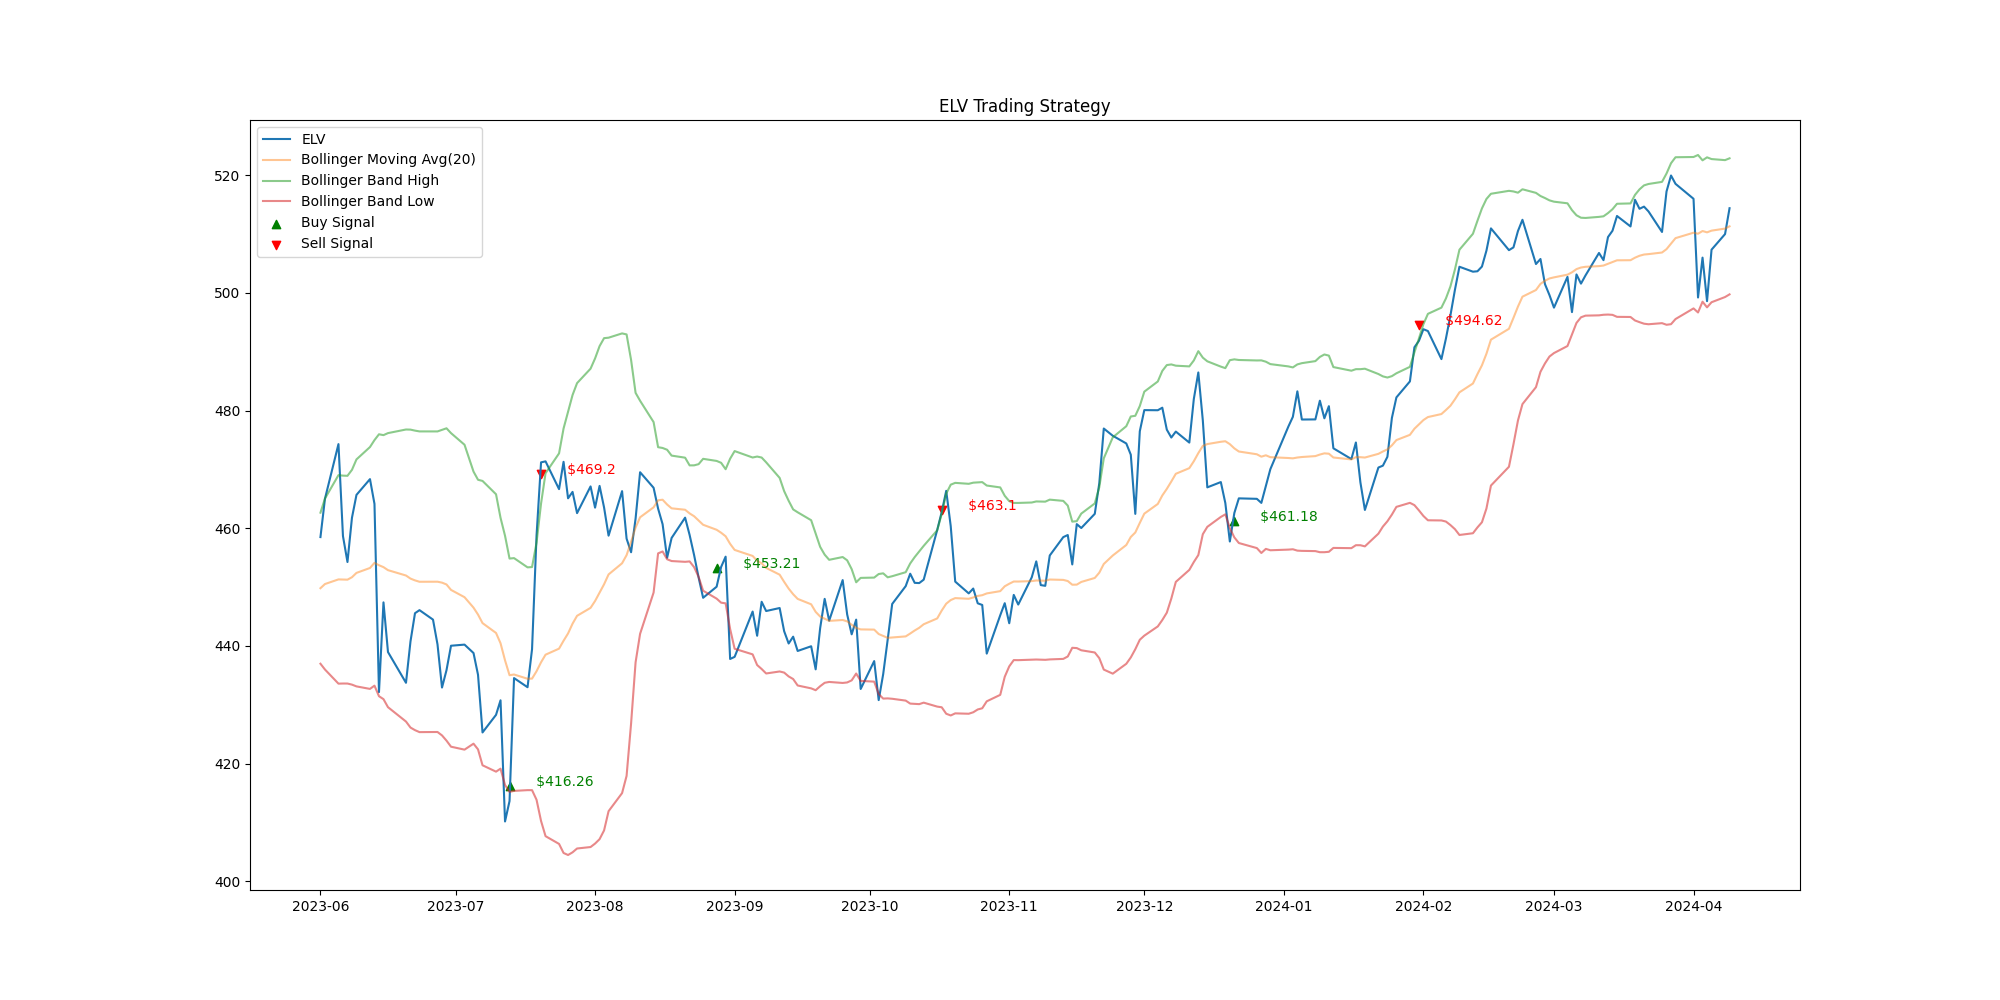 ELV Trading Strategy
ELV
Bollinger Moving Avg(20)
Bollinger Band High
Bollinger Band Low
Buy Signal
Sell Signal
520
500
480
460
440
420
400
$494.62
$469.2
$463.1
$461.18
$453.21
$416.26
2023-06 2023-07 2023-08 2023-09 2023-10 2023-11 2023-12 2024-01 2024-02 2024-03 2024-04